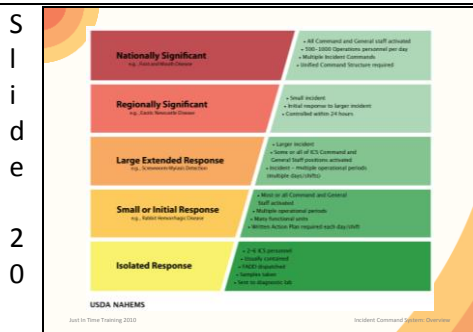 Slide 20
Nationally Significant
e.g., Foot and Mouth Disease
• All Command and General staff activated
• 500-1000 Operations personnel per day
• Multiple Incident Commands
• Unified Command Structure required
Regionally Significant
e.g., Exotic Newcastle Disease
• Small incident
• Initial response to larger incident
• Controlled within 24 hours
Large Extended Response
e.g., Screwworm Myiasis Detection
• Larger incident
• Some or all of ICS Command and
General Staff positions activated
• Incident – multiple operational periods
(multiple days/shifts)
Small or Initial Response
e.g., Rabbit Hemorrhagic Disease
• Most or all Command and General
Staff activated
• Multiple operational periods
• Many functional units
• Written Action Plan required each day/shift
Isolated Response
• 2-6 ICS personnel
• Usually contained
• FADD dispatched
• Samples taken
• Sent to diagnostic lab
USDA NAHEMS
Just In Time Training 2010
Incident Command System: Overview